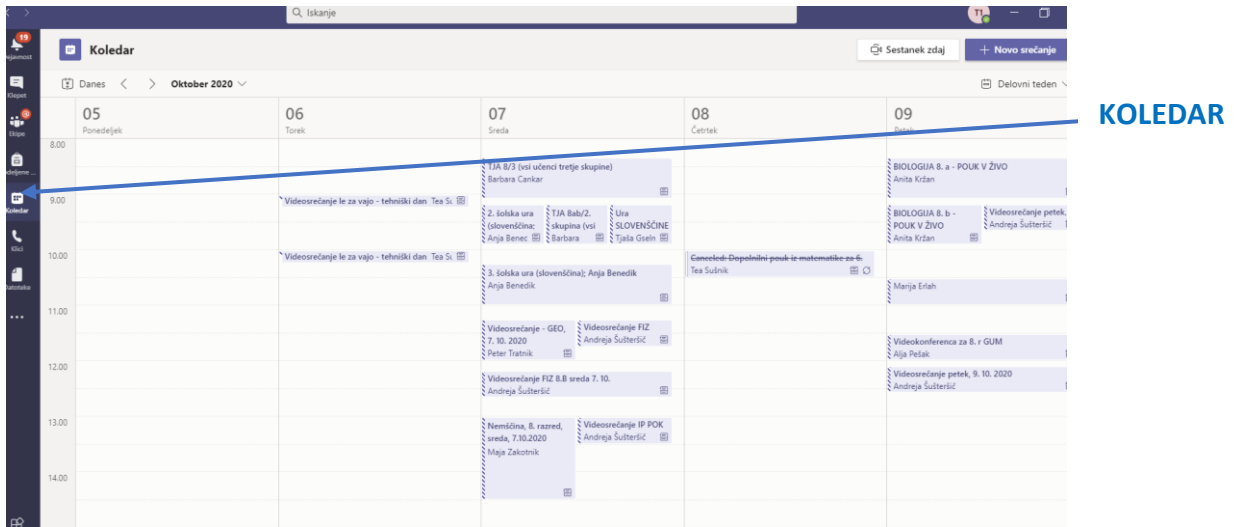 Iskanje
T1
19
Koledar
Sestanek zdaj
+ Novo srečanje
Danes
Oktober 2020
Delovni teden
KOLEDAR
05
Ponedeljek
06
Torek
07
Sreda
08
Četrtek
09
Petek
Klepet
Ekipe
Koledar
Klici
8.00
9.00
10.00
11.00
12.00
13.00
14.00
Videosrečanje le za vajo - tehniški dan Tea Su
Videosrečanje le za vajo - tehniški dan Tea Su
TJA 8/3 (vsi učenci tretje skupine)
Barbara Cankar
2. šolska ura
(slovenščina;
Anja Benec
TJA 8ab/2.
skupina (vsi
Barbara
Ura
SLOVENŠČINE
Tjaša Gseln
3. šolska ura (slovenščina); Anja Benedik
Anja Benedik
Videosrečanje - GEO,
7. 10. 2020
Peter Tratnik
Videosrečanje FIZ
Andreja Šušteršič
Videosrečanje FIZ 8.B sreda 7. 10.
Andreja Šušteršič
Nemščina, 8. razred,
sreda, 7.10.2020
Maja Zakotnik
Videosrečanje IP POK
Andreja Šušteršič
Canceled: Dopolnilni pouk iz matematike za 6.
Tea Sušnik
BIOLOGIJA 8. a - POUK V ŽIVO
Anita Kržan
BIOLOGIJA 8. b -
POUK V ŽIVO
Anita Kržan
Videosrečanje petek,
Andreja Šušteršič
Marija Erlah
Videokonferenca za 8. r GUM
Alja Pešak
Videosrečanje petek, 9. 10. 2020
Andreja Šušteršič